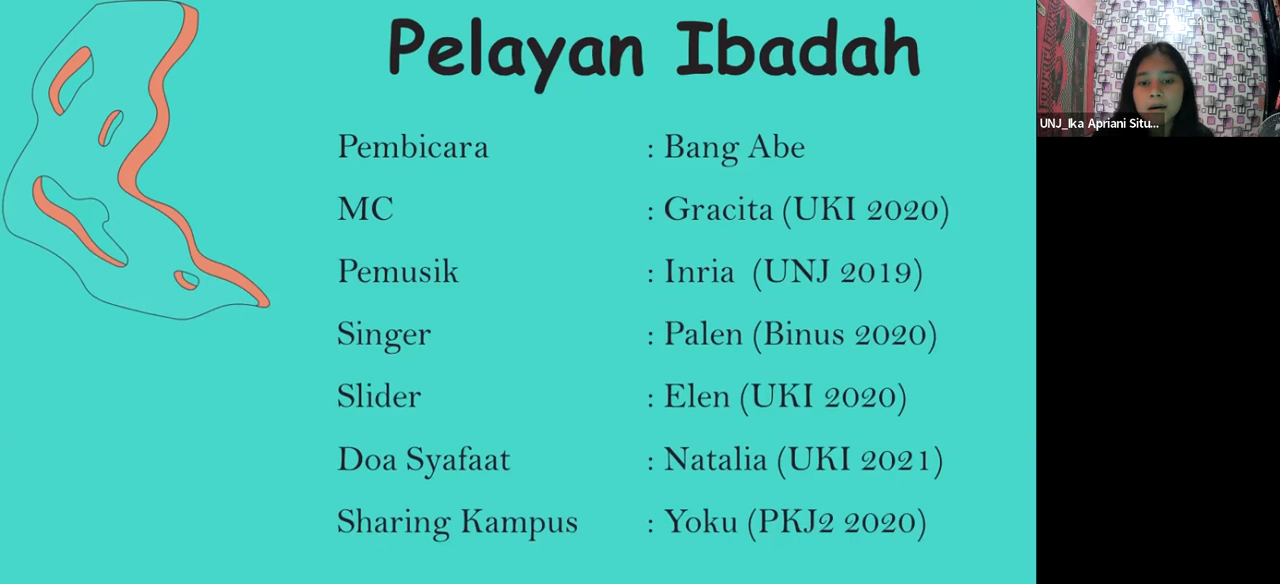 Pelayan Ibadah
Pembicara : Bang Abe
MC : Gracita (UKI 2020)
Pemusik : Inria (UNJ 2019)
Singer : Palen (Binus 2020)
Slider : Elen (UKI 2020)
Doa Syafaat : Natalia (UKI 2021)
Sharing Kampus : Yoku (PKJ2 2020)
UNJ_Ika Apriani Situ...